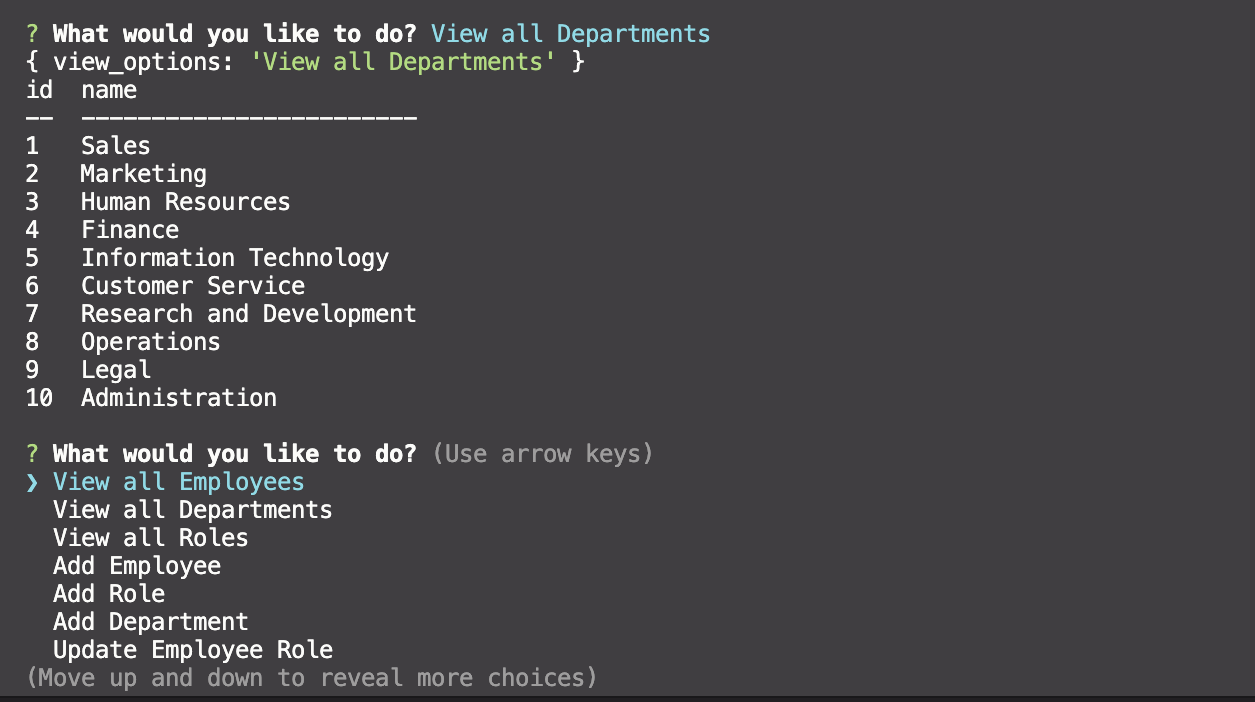 ? What would you like to do? View all Departments
{ view_options: 'View all Departments' }
id  name
--  ------------------------
1   Sales
2   Marketing
3   Human Resources
4   Finance
5   Information Technology
6   Customer Service
7   Research and Development
8   Operations
9   Legal
10  Administration
? What would you like to do? (Use arrow keys)
❯ View all Employees
  View all Departments
  View all Roles
  Add Employee
  Add Role
  Add Department
  Update Employee Role
(Move up and down to reveal more choices)